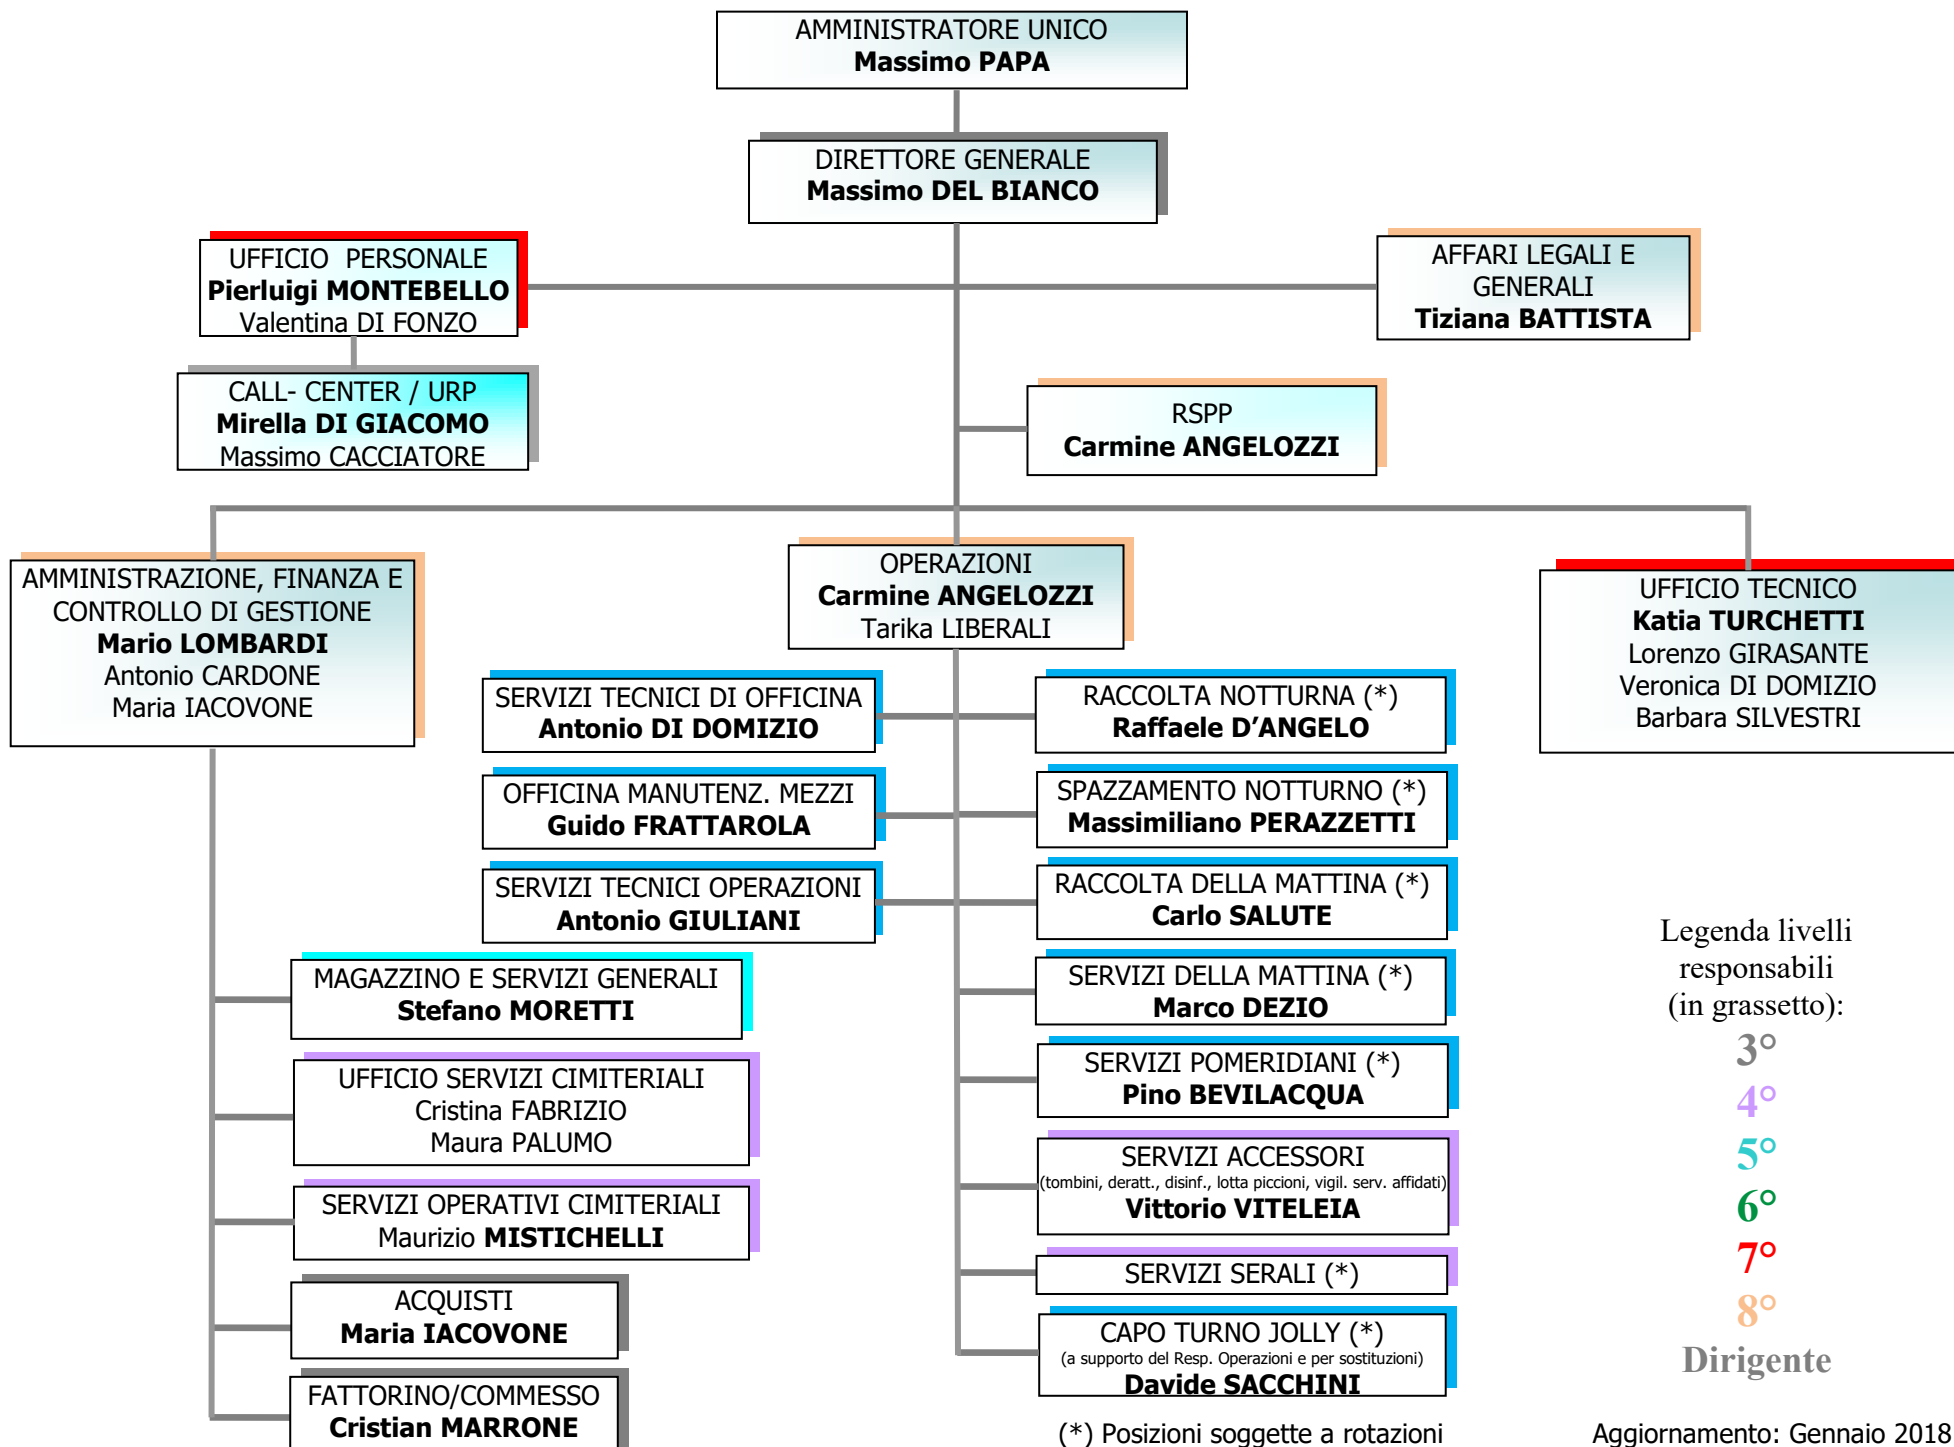 AMMINISTRATORE UNICO
Massimo PAPA
DIRETTORE GENERALE
Massimo DEL BIANCO
UFFICIO PERSONALE
Pierluigi MONTEBELLO
Valentina DI FONZO
AFFARI LEGALI E
GENERALI
Tiziana BATTISTA
CALL- CENTER / URP
Mirella DI GIACOMO
Massimo CACCIATORE
RSPP
Carmine ANGELOZZI
AMMINISTRAZIONE, FINANZA E
CONTROLLO DI GESTIONE
Mario LOMBARDI
Antonio CARDONE
Maria IACOVONE
OPERAZIONI
Carmine ANGELOZZI
Tarika LIBERALI
UFFICIO TECNICO
Katia TURCHETTI
Lorenzo GIRASANTE
Veronica DI DOMIZIO
Barbara SILVESTRI
SERVIZI TECNICI DI OFFICINA
Antonio DI DOMIZIO
OFFICINA MANUTENZ. MEZZI
Guido FRATTAROLA
SERVIZI TECNICI OPERAZIONI
Antonio GIULIANI
RACCOLTA NOTTURNA (*)
Raffaele D’ANGELO
SPAZZAMENTO NOTTURNO (*)
Massimiliano PERAZZETTI
RACCOLTA DELLA MATTINA (*)
Carlo SALUTE
SERVIZI DELLA MATTINA (*)
Marco DEZIO
SERVIZI POMERIDIANI (*)
Pino BEVILACQUA
SERVIZI ACCESSORI
(tombini, deratt., disinf., lotta piccioni, vigil. serv. affidati)
Vittorio VITELEIA
SERVIZI SERALI (*)
CAPO TURNO JOLLY (*)
(a supporto del Resp. Operazioni e per sostituzioni)
Davide SACCHINI
MAGAZZINO E SERVIZI GENERALI
Stefano MORETTI
UFFICIO SERVIZI CIMITERIALI
Cristina FABRIZIO
Maura PALUMO
SERVIZI OPERATIVI CIMITERIALI
Maurizio MISTICHELLI
ACQUISTI
Maria IACOVONE
FATTORINO/COMMESSO
Cristian MARRONE
Legenda livelli
responsabili
(in grassetto):
3°
4°
5°
6°
7°
8°
Dirigente
(*) Posizioni soggette a rotazioni
Aggiornamento: Gennaio 2018